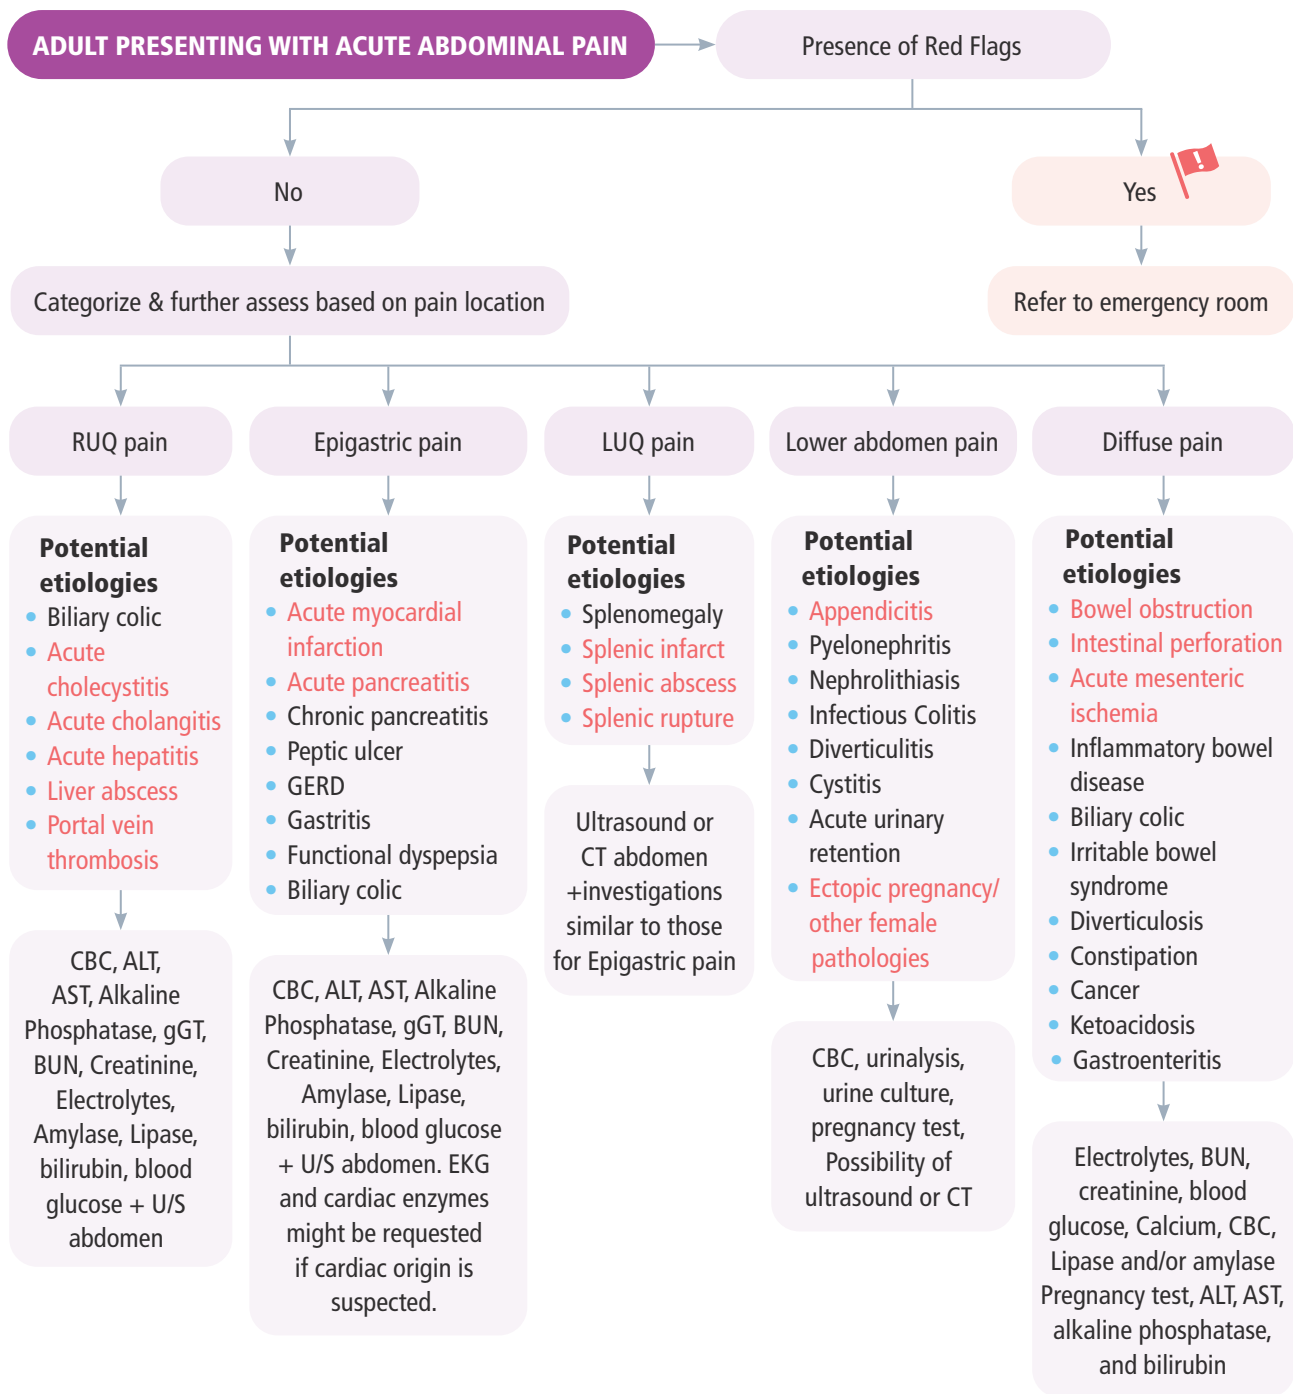 ADULT PRESENTING WITH ACUTE ABDOMINAL PAIN
Presence of Red Flags
No
Yes
!
Categorize & further assess based on pain location
Refer to emergency room
RUQ pain
Epigastric pain
LUQ pain
Lower abdomen pain
Diffuse pain
Potential
etiologies
• Biliary colic
• Acute
cholecystitis
• Acute cholangitis
• Acute hepatitis
• Liver abscess
• Portal vein
thrombosis
CBC, ALT,
AST, Alkaline
Phosphatase, gGT,
BUN, Creatinine,
Electrolytes,
Amylase, Lipase,
bilirubin, blood
glucose + U/S
abdomen
Potential
etiologies
• Acute myocardial
infarction
• Acute pancreatitis
• Chronic pancreatitis
• Peptic ulcer
• GERD
• Gastritis
• Functional dyspepsia
• Biliary colic
CBC, ALT, AST, Alkaline
Phosphatase, gGT, BUN,
Creatinine, Electrolytes,
Amylase, Lipase,
bilirubin, blood glucose
+ U/S abdomen. EKG
and cardiac enzymes
might be requested
if cardiac origin is
suspected.
Potential
etiologies
• Splenomegaly
• Splenic infarct
• Splenic abscess
• Splenic rupture
Ultrasound or
CT abdomen
+investigations
similar to those
for Epigastric pain
Potential
etiologies
• Appendicitis
• Pyelonephritis
• Nephrolithiasis
• Infectious Colitis
• Diverticulitis
• Cystitis
• Acute urinary
retention
• Ectopic pregnancy/
other female
pathologies
CBC, urinalysis,
urine culture,
pregnancy test,
Possibility of
ultrasound or CT
Potential
etiologies
• Bowel obstruction
• Intestinal perforation
• Acute mesenteric
ischemia
• Inflammatory bowel
disease
• Biliary colic
• Irritable bowel
syndrome
• Diverticulosis
• Constipation
• Cancer
• Ketoacidosis
• Gastroenteritis
Electrolytes, BUN,
creatinine, blood
glucose, Calcium, CBC,
Lipase and/or amylase
Pregnancy test, ALT, AST,
alkaline phosphatase,
and bilirubin